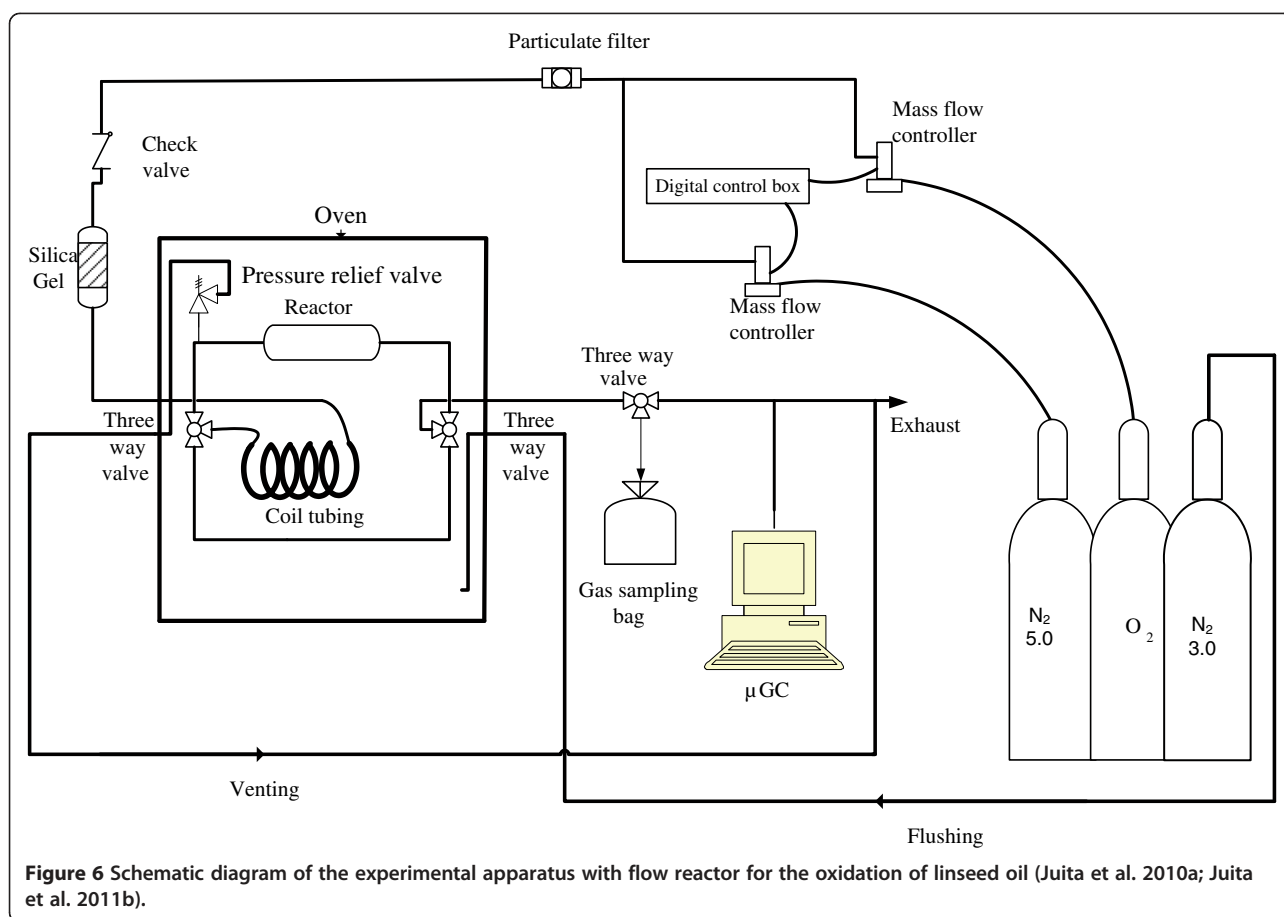 Particulate filter
Mass flow
controller
Check
valve
Digital control box
Oven
Silica
Gel
Pressure relief valve
Reactor
Mass flow
controller
Three way
valve
Three
way
valve
Three
way
valve
Exhaust
Coil tubing
Gas sampling
bag
N₂
5.0
O₂
N₂
3.0
µGC
Venting
Flushing
Figure 6 Schematic diagram of the experimental apparatus with flow reactor for the oxidation of linseed oil (Juita et al. 2010a; Juita
et al. 2011b).